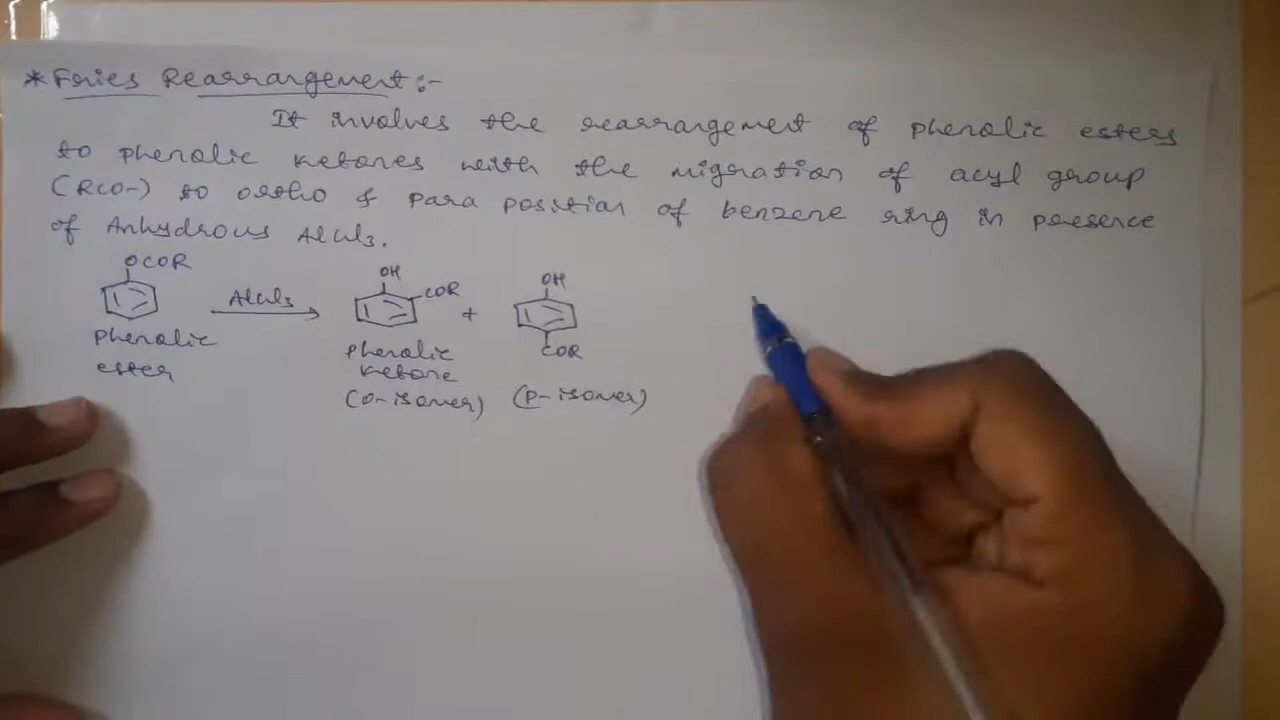 * Fries Rearrangement :-
It involves the rearrangement of phenolic esters
to phenolic ketones with the migration of acyl group
(RCO-) to ortho & para position of benzene ring in presence
of Anhydrous AlCl3.
OCOR
AlCl3
OH
COR
+
OH
COR
Phenolic
ester
Phenolic
ketone
(o-isomer)
(p-isomer)